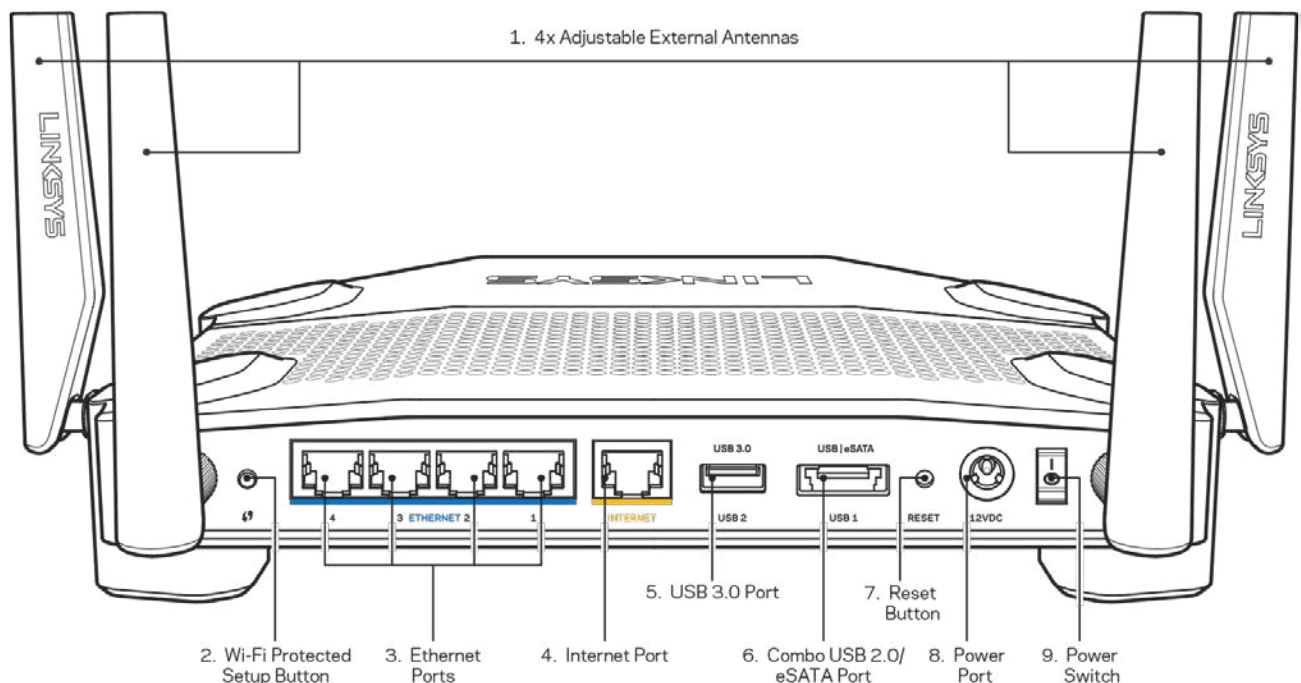 1. 4x Adjustable External Antennas
LINKSYS
LINKSYS
LINKSYS
USB 3.0
USB | eSATA
4
3 ETHERNET 2
1
INTERNET
USB 2
USB 1
RESET
12VDC
5. USB 3.0 Port
7. Reset
Button
2. Wi-Fi Protected
Setup Button
3. Ethernet
Ports
4. Internet Port
6. Combo USB 2.0/
eSATA Port
8. Power
Port
9. Power
Switch